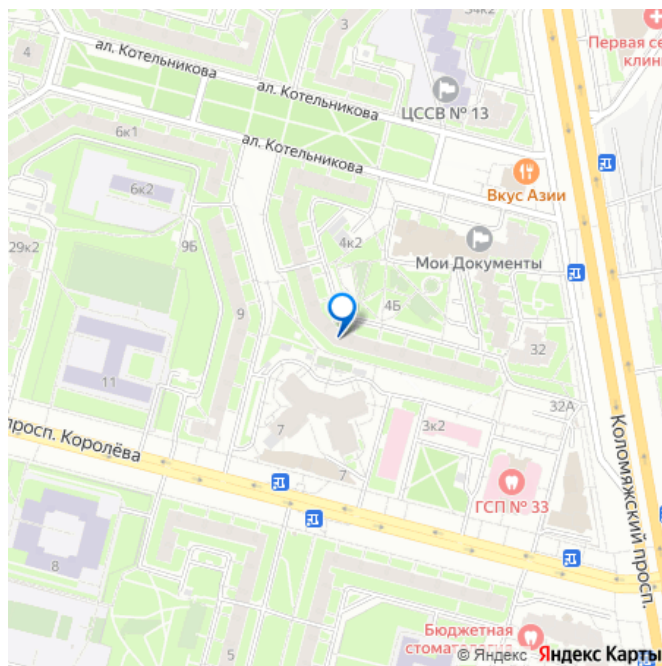 34к2
Первая се
клин
4
ал. Котельникова
ал. Котельникова
ЦССВ № 13
6к1
ал. Котельникова
Вкус Азии
6к2
29к2
9Б
4к2
Мои Документы
4Б
9
32
11
32А
Коломяжский просп.
просп. Королёва
7
3к2
7
ГСП № 33
8
5
Бюджетная
стоматология
© Яндекс Яндекс Карты